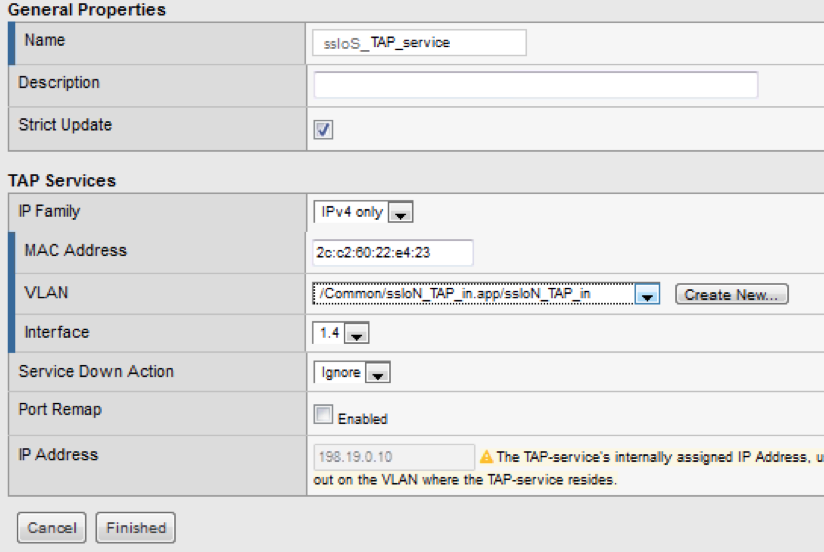 General Properties
Name
ssloS_TAP_service
Description
Strict Update
TAP Services
IP Family
IPv4 only
MAC Address
2c:c2:60:22:e4:23
VLAN
/Common/ssloN_TAP_in.app/ssloN_TAP_in
Create New...
Interface
1.4
Service Down Action
Ignore
Port Remap
Enabled
IP Address
198.19.0.10
The TAP-service's internally assigned IP Address, u
out on the VLAN where the TAP-service resides.
Cancel
Finished